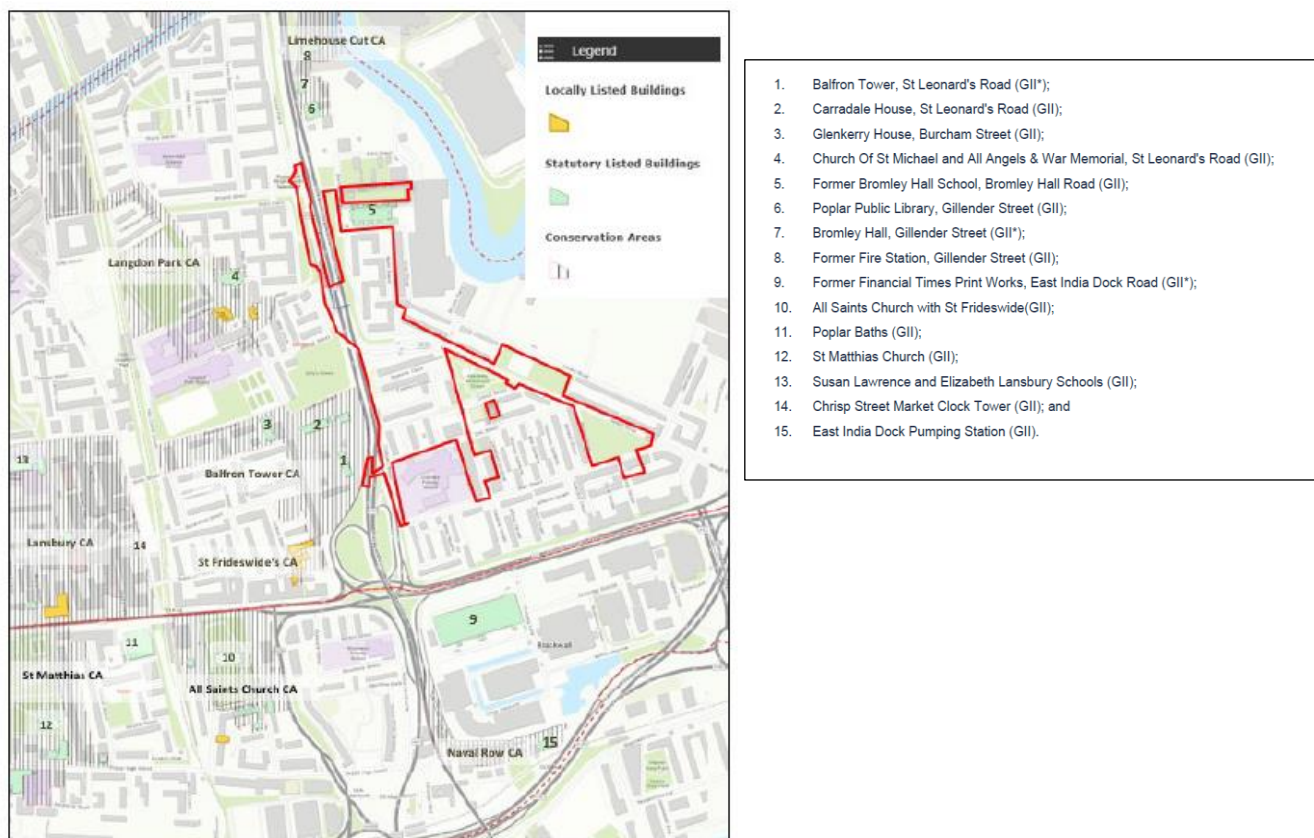 Limehouse Cut CA
8
7
6
Legend
Locally Listed Buildings
Statutory Listed Buildings
Conservation Areas
5
Langdon Park CA
4
3
2
1
13
Balfron Tower CA
Lansbury CA
14
St Frideswide's CA
9
11
10
Blackwall
St Matthias CA
All Saints Church CA
12
Naval Row CA
15
1. Balfron Tower, St Leonard's Road (GII*);
2. Carradale House, St Leonard's Road (GII);
3. Glenkerry House, Burcham Street (GII);
4. Church Of St Michael and All Angels & War Memorial, St Leonard's Road (GII);
5. Former Bromley Hall School, Bromley Hall Road (GII);
6. Poplar Public Library, Gillender Street (GII);
7. Bromley Hall, Gillender Street (GII*);
8. Former Fire Station, Gillender Street (GII);
9. Former Financial Times Print Works, East India Dock Road (GII*);
10. All Saints Church with St Frideswide(GII);
11. Poplar Baths (GII);
12. St Matthias Church (GII);
13. Susan Lawrence and Elizabeth Lansbury Schools (GII);
14. Chrisp Street Market Clock Tower (GII); and
15. East India Dock Pumping Station (GII).